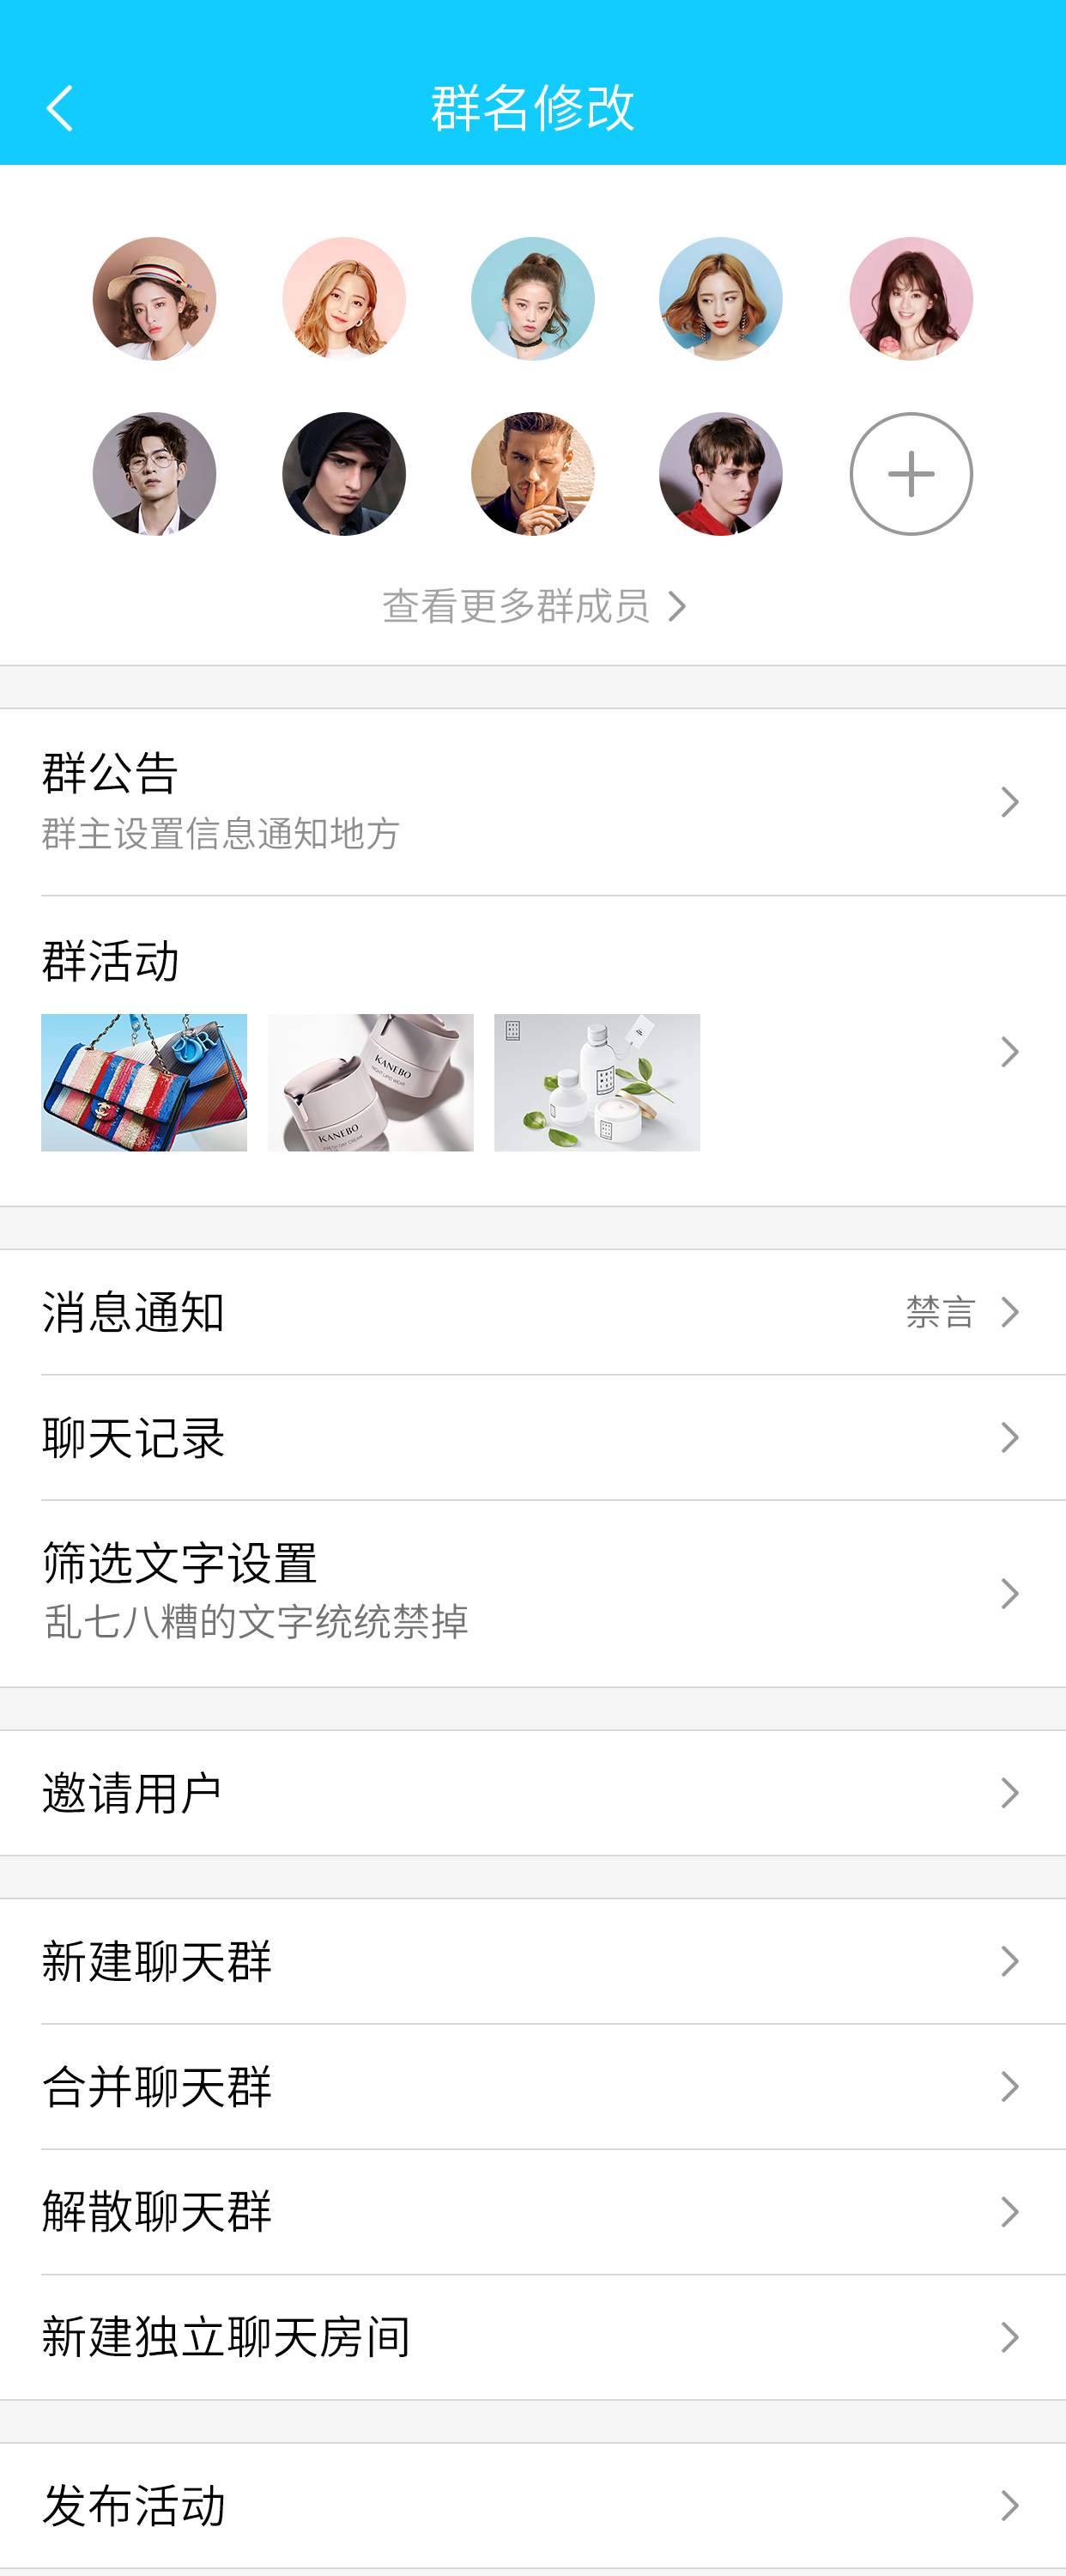 群名修改
查看更多群成员
群公告
群主设置信息通知地方
群活动
KANEBO
KANEBO
消息通知 禁言
聊天记录
筛选文字设置
乱七八糟的文字统统禁掉
邀请用户
新建聊天群
合并聊天群
解散聊天群
新建独立聊天房间
发布活动